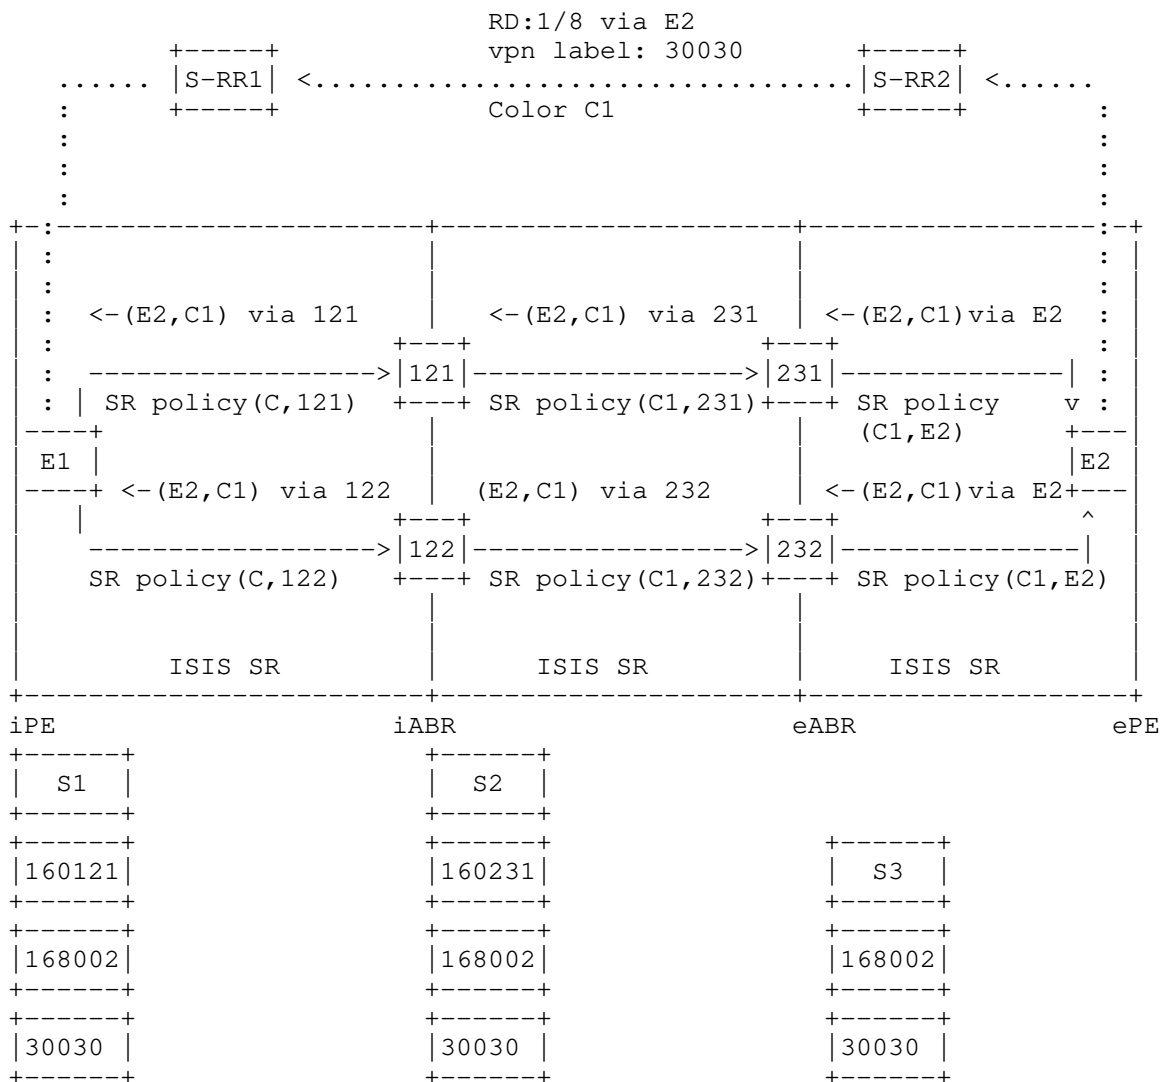 RD:1/8 via E2
vpn label: 30030
S-RR1 S-RR2
Color C1
<-(E2,C1) via 121 <-(E2,C1) via 231 <-(E2,C1)via E2
121 231
SR policy(C,121) SR policy(C1,231) SR policy
(C1,E2)
E1 E2
<-(E2,C1) via 122 (E2,C1) via 232 <-(E2,C1)via E2
122 232
SR policy(C,122) SR policy(C1,232) SR policy(C1,E2)
ISIS SR ISIS SR ISIS SR
iPE iABR eABR ePE
S1 S2
160121 160231 S3
168002 168002 168002
30030 30030 30030